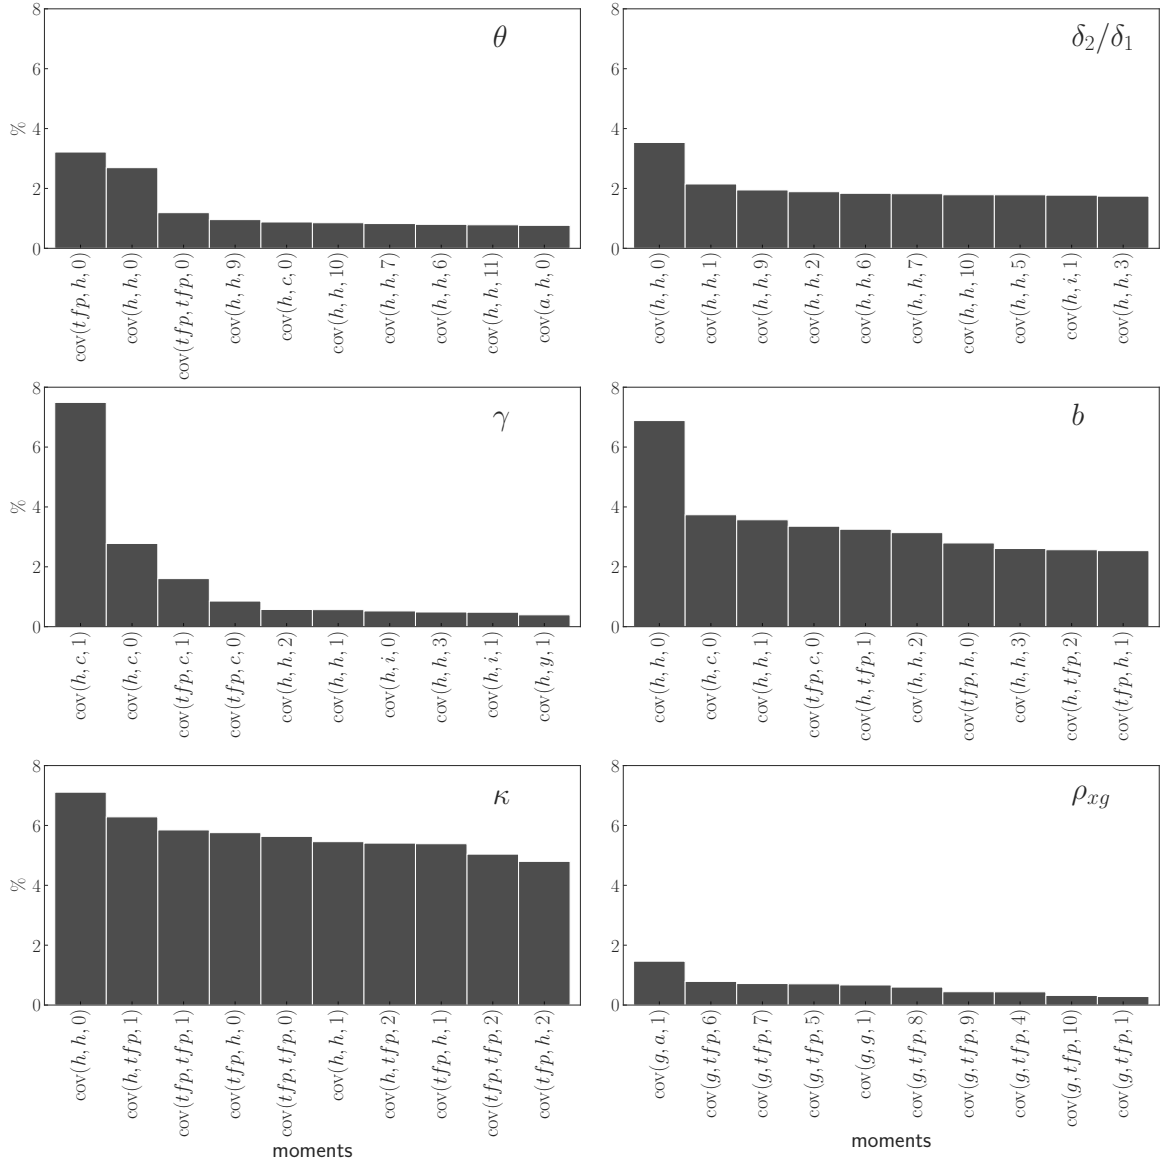 θ
%
8
6
4
2
0
cov(tfp, h, 0)
cov(h, h, 0)
cov(tfp, tfp, 0)
cov(h, h, 9)
cov(h, c, 0)
cov(h, h, 10)
cov(h, h, 7)
cov(h, h, 6)
cov(h, h, 11)
cov(a, h, 0)
δ₂/δ₁
8
6
4
2
0
cov(h, h, 0)
cov(h, h, 1)
cov(h, h, 9)
cov(h, h, 2)
cov(h, h, 6)
cov(h, h, 7)
cov(h, h, 10)
cov(h, h, 5)
cov(h, i, 1)
cov(h, h, 3)
γ
%
8
6
4
2
0
cov(h, c, 1)
cov(h, c, 0)
cov(tfp, c, 1)
cov(tfp, c, 0)
cov(h, h, 2)
cov(h, h, 1)
cov(h, i, 0)
cov(h, h, 3)
cov(h, i, 1)
cov(h, y, 1)
b
8
6
4
2
0
cov(h, h, 0)
cov(h, c, 0)
cov(h, h, 1)
cov(tfp, c, 0)
cov(h, tfp, 1)
cov(h, h, 2)
cov(tfp, h, 0)
cov(h, h, 3)
cov(h, tfp, 2)
cov(tfp, h, 1)
κ
%
8
6
4
2
0
cov(h, h, 0)
cov(h, tfp, 1)
cov(tfp, tfp, 1)
cov(tfp, h, 0)
cov(tfp, tfp, 0)
cov(h, h, 1)
cov(h, tfp, 2)
cov(tfp, h, 1)
cov(tfp, tfp, 2)
cov(tfp, h, 2)
moments
ρxg
8
6
4
2
0
cov(g, a, 1)
cov(g, tfp, 6)
cov(g, tfp, 7)
cov(g, tfp, 5)
cov(g, g, 1)
cov(g, tfp, 8)
cov(g, tfp, 9)
cov(g, tfp, 4)
cov(g, tfp, 10)
cov(g, tfp, 1)
moments